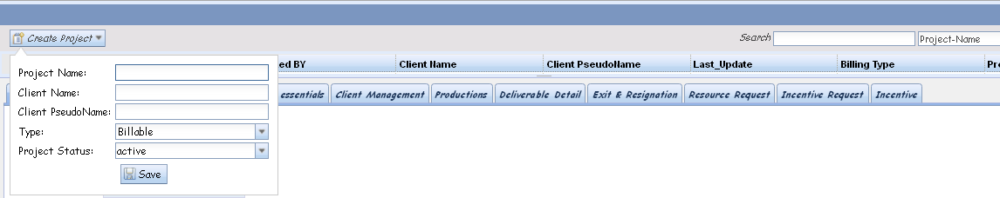 Create Project
Search
Project-Name
Project Name:
ed BY
Client Name
Client PseudoName
Last_Update
Billing Type
Client Name:
essentials
Client Management
Productions
Deliverable Detail
Exit & Resignation
Resource Request
Incentive Request
Incentive
Client PseudoName:
Type:
Billable
Project Status:
active
Save